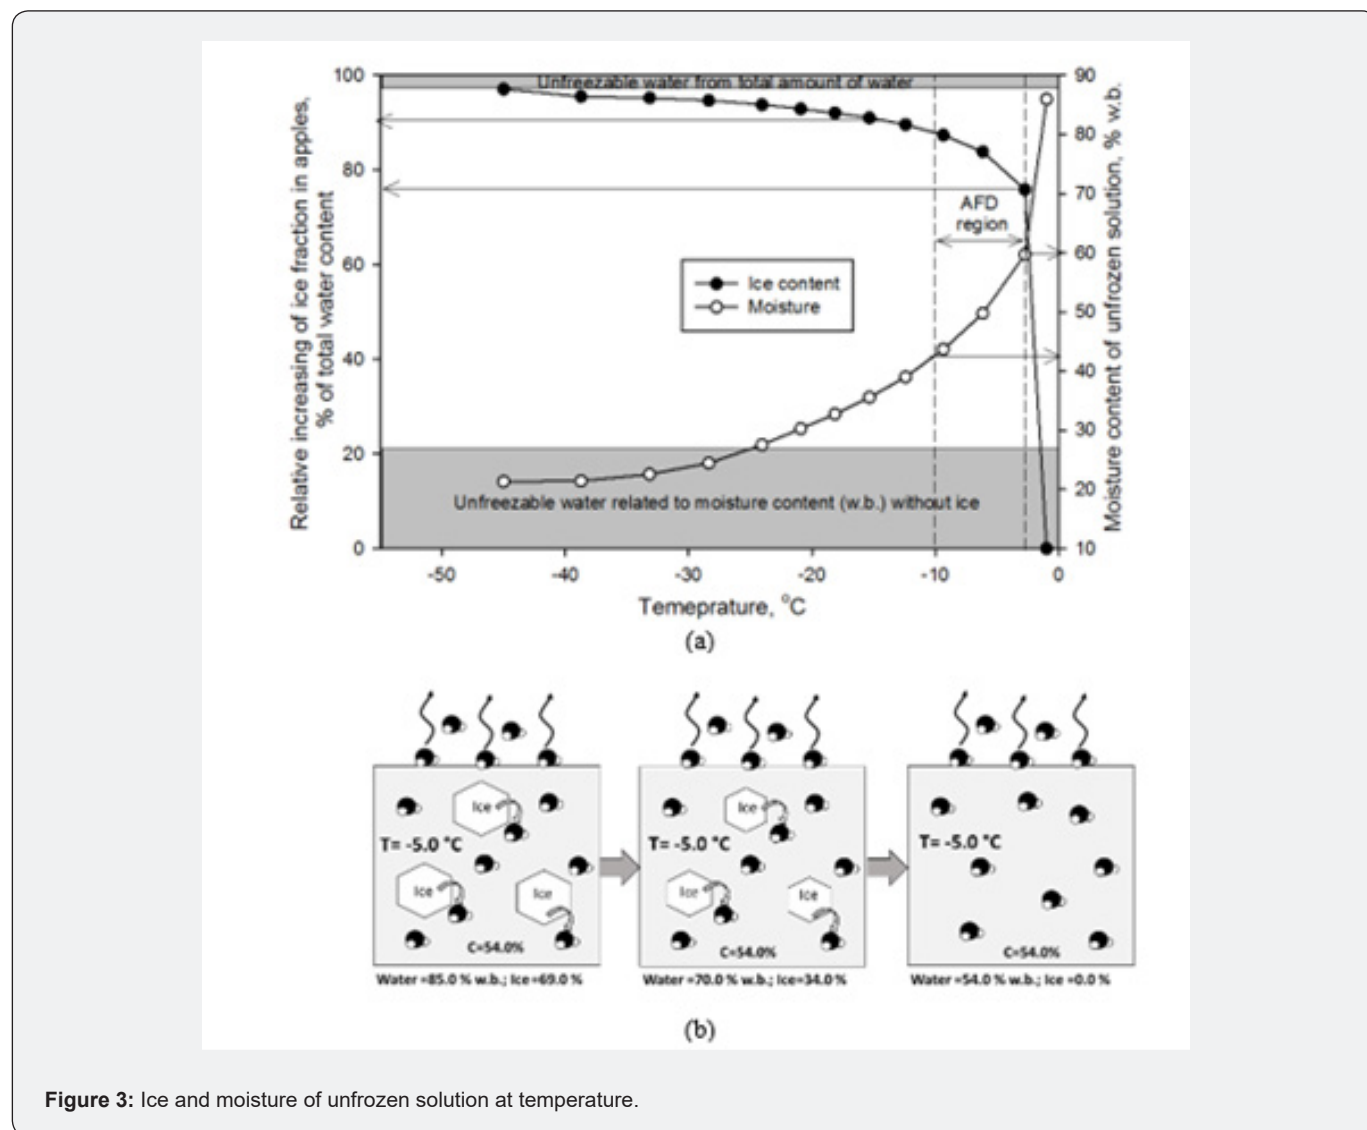 Unfreezable water from total amount of water
100
80
60
40
20
0
90
80
70
60
50
40
30
20
10
Relative increasing of ice fraction in apples,
% of total water content
Moisture content of unfrozen solution, % w.b.
AFD
region
Ice content
Moisture
Unfreezable water related to moisture content (w.b.) without ice
-50 -40 -30 -20 -10 0
Temeprature, °C
(a)
Ice
T= -5.0 °C
Ice
Ice
C=54.0%
Water =85.0 % w.b.; Ice=69.0 %
Ice
T= -5.0 °C
Ice
Ice
C=54.0%
Water =70.0 % w.b.; Ice=34.0 %
T= -5.0 °C
C=54.0%
Water =54.0 % w.b.; Ice =0.0 %
(b)
Figure 3: Ice and moisture of unfrozen solution at temperature.